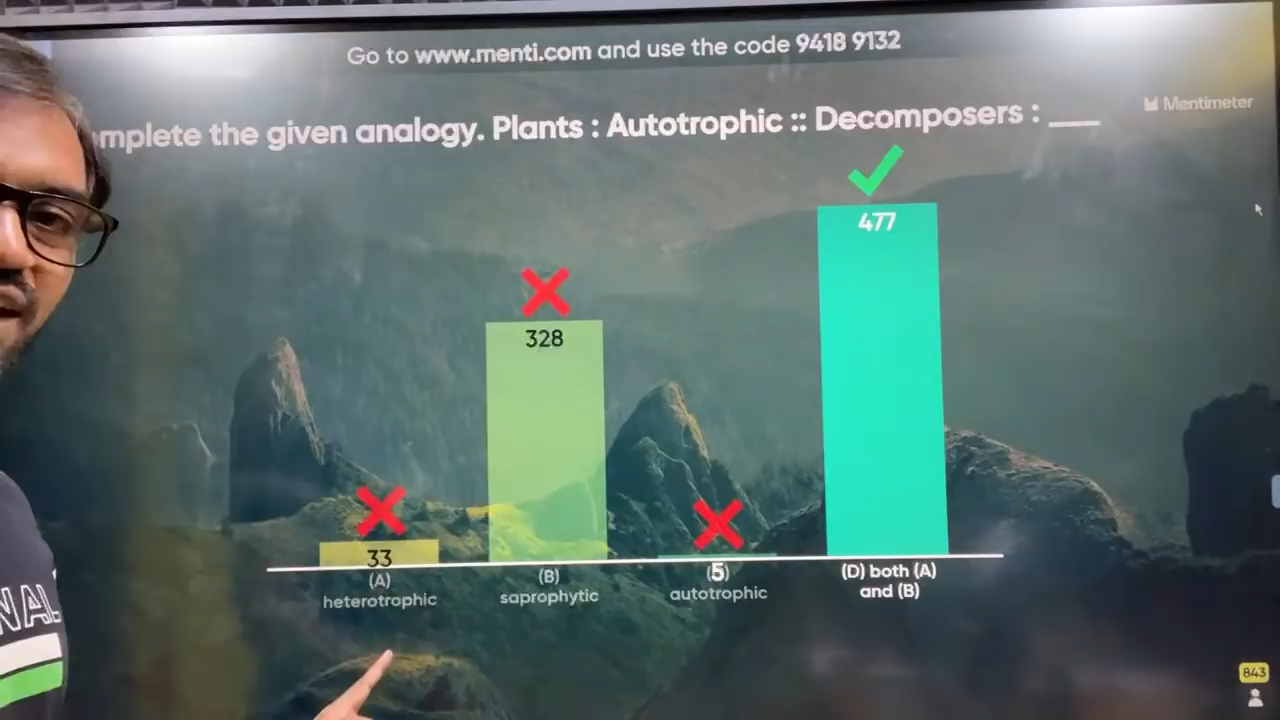 Go to www.menti.com and use the code 9418 9132
Mentimeter
mplete the given analogy. Plants : Autotrophic :: Decomposers : ___
477
328
33
5
(A)
heterotrophic
(B)
saprophytic
autotrophic
(D) both (A)
and (B)
NAL
843